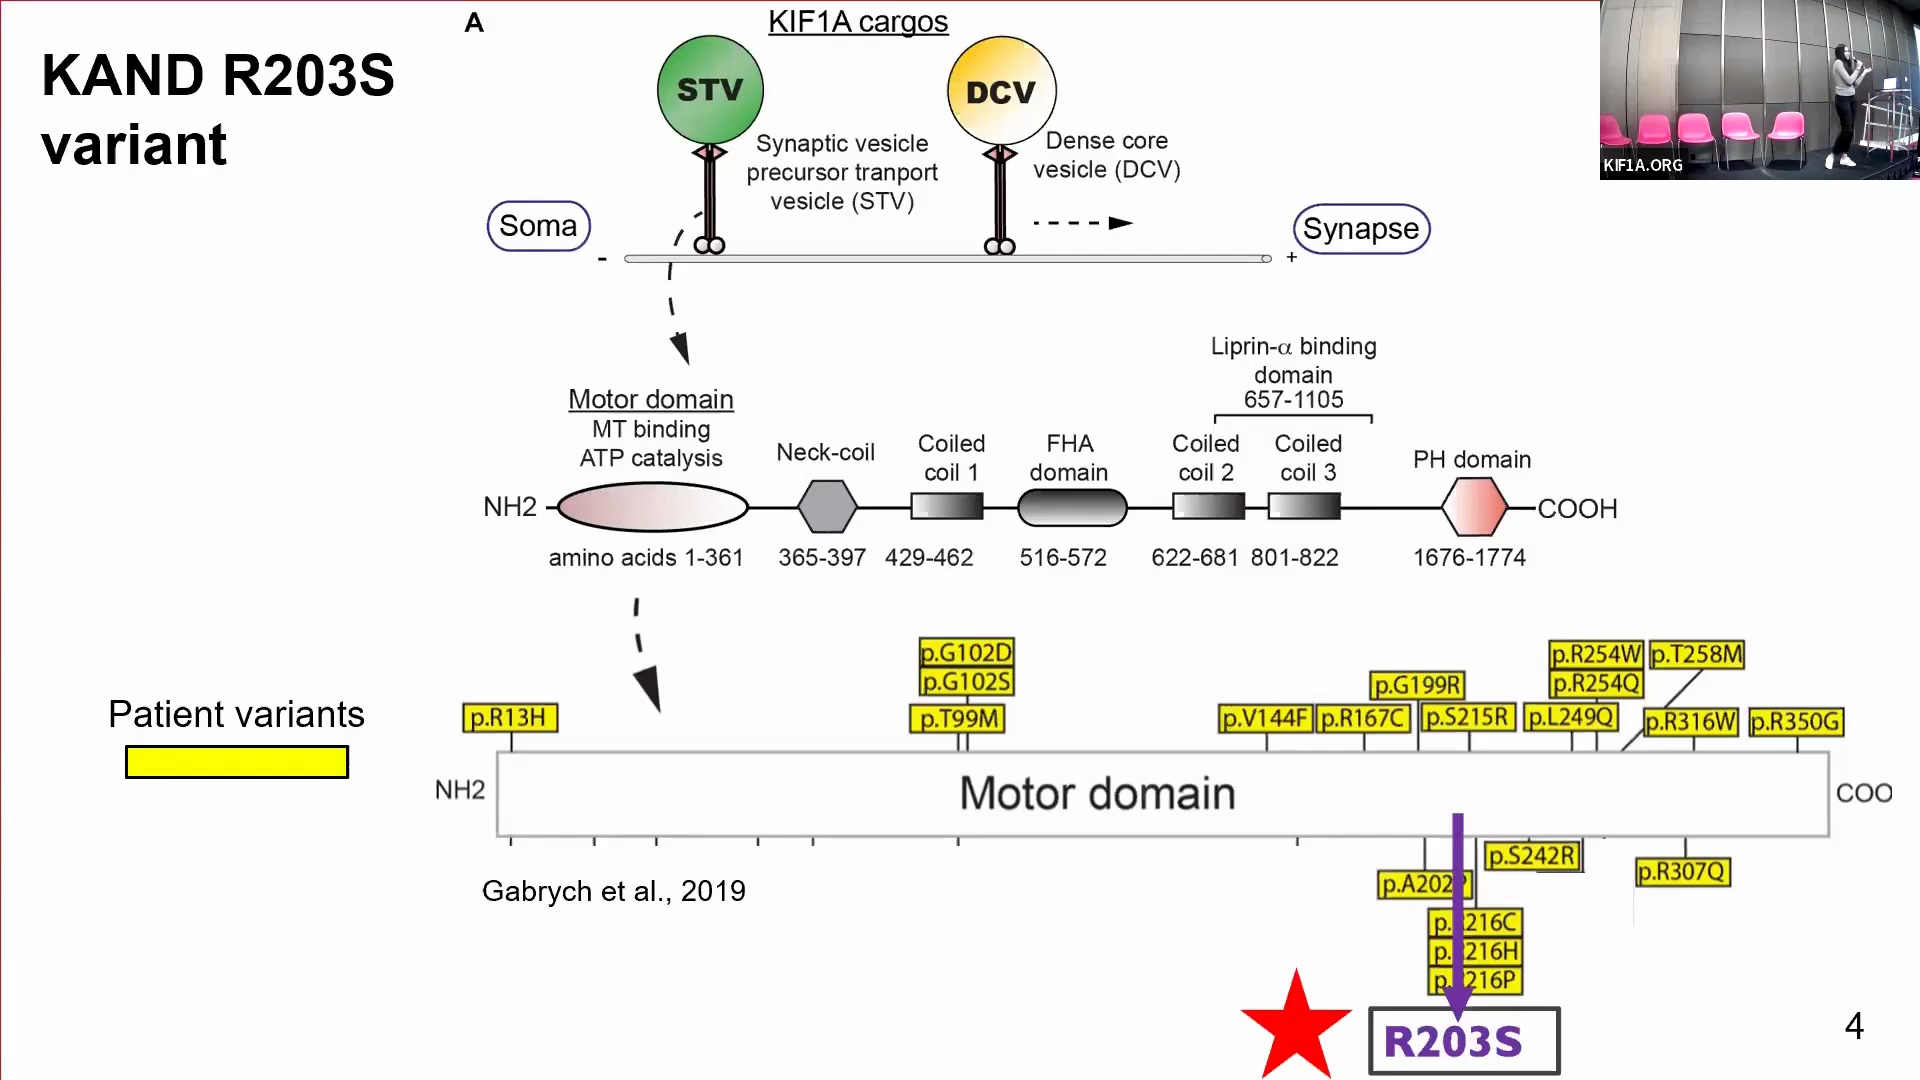 KAND R203S
variant
A
KIF1A cargos
STV
DCV
Synaptic vesicle
precursor tranport
vesicle (STV)
Dense core
vesicle (DCV)
Soma
Synapse
-
+
KIF1A.ORG
Liprin-α binding
domain
657-1105
Motor domain
MT binding
ATP catalysis
Neck-coil
Coiled
coil 1
FHA
domain
Coiled
coil 2
Coiled
coil 3
PH domain
NH2
COOH
amino acids 1-361
365-397
429-462
516-572
622-681
801-822
1676-1774
Patient variants
p.R13H
p.G102D
p.G102S
p.T99M
p.V144F
p.R167C
p.G199R
p.S215R
p.R254W
p.R254Q
p.L249Q
p.T258M
p.R316W
p.R350G
NH2
Motor domain
COO
p.S242R
p.R307Q
Gabrych et al., 2019
R203S
4